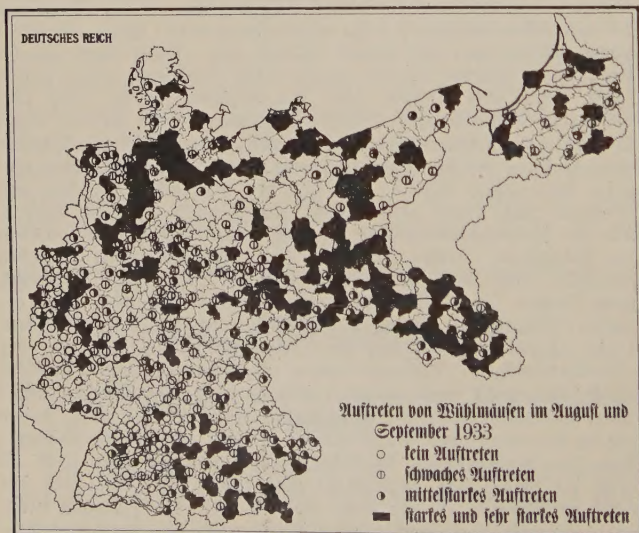 DEUTSCHES REICH
Auftreten von Wühlmäusen im August und
September 1933
kein Auftreten
schwaches Auftreten
mittelstarkes Auftreten
starkes und sehr starkes Auftreten